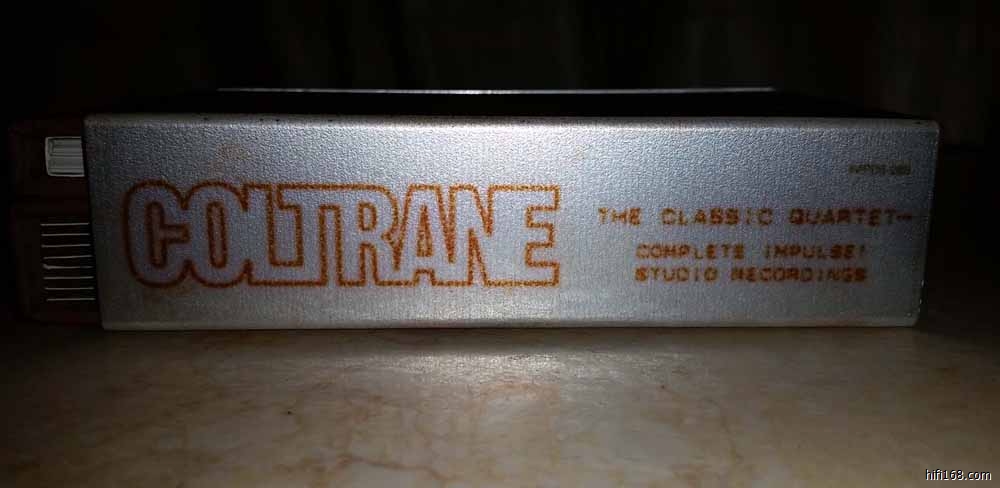 COLTRANE
THE CLASSIC QUARTET—
COMPLETE IMPULSE!
STUDIO RECORDINGS
hifi168.com